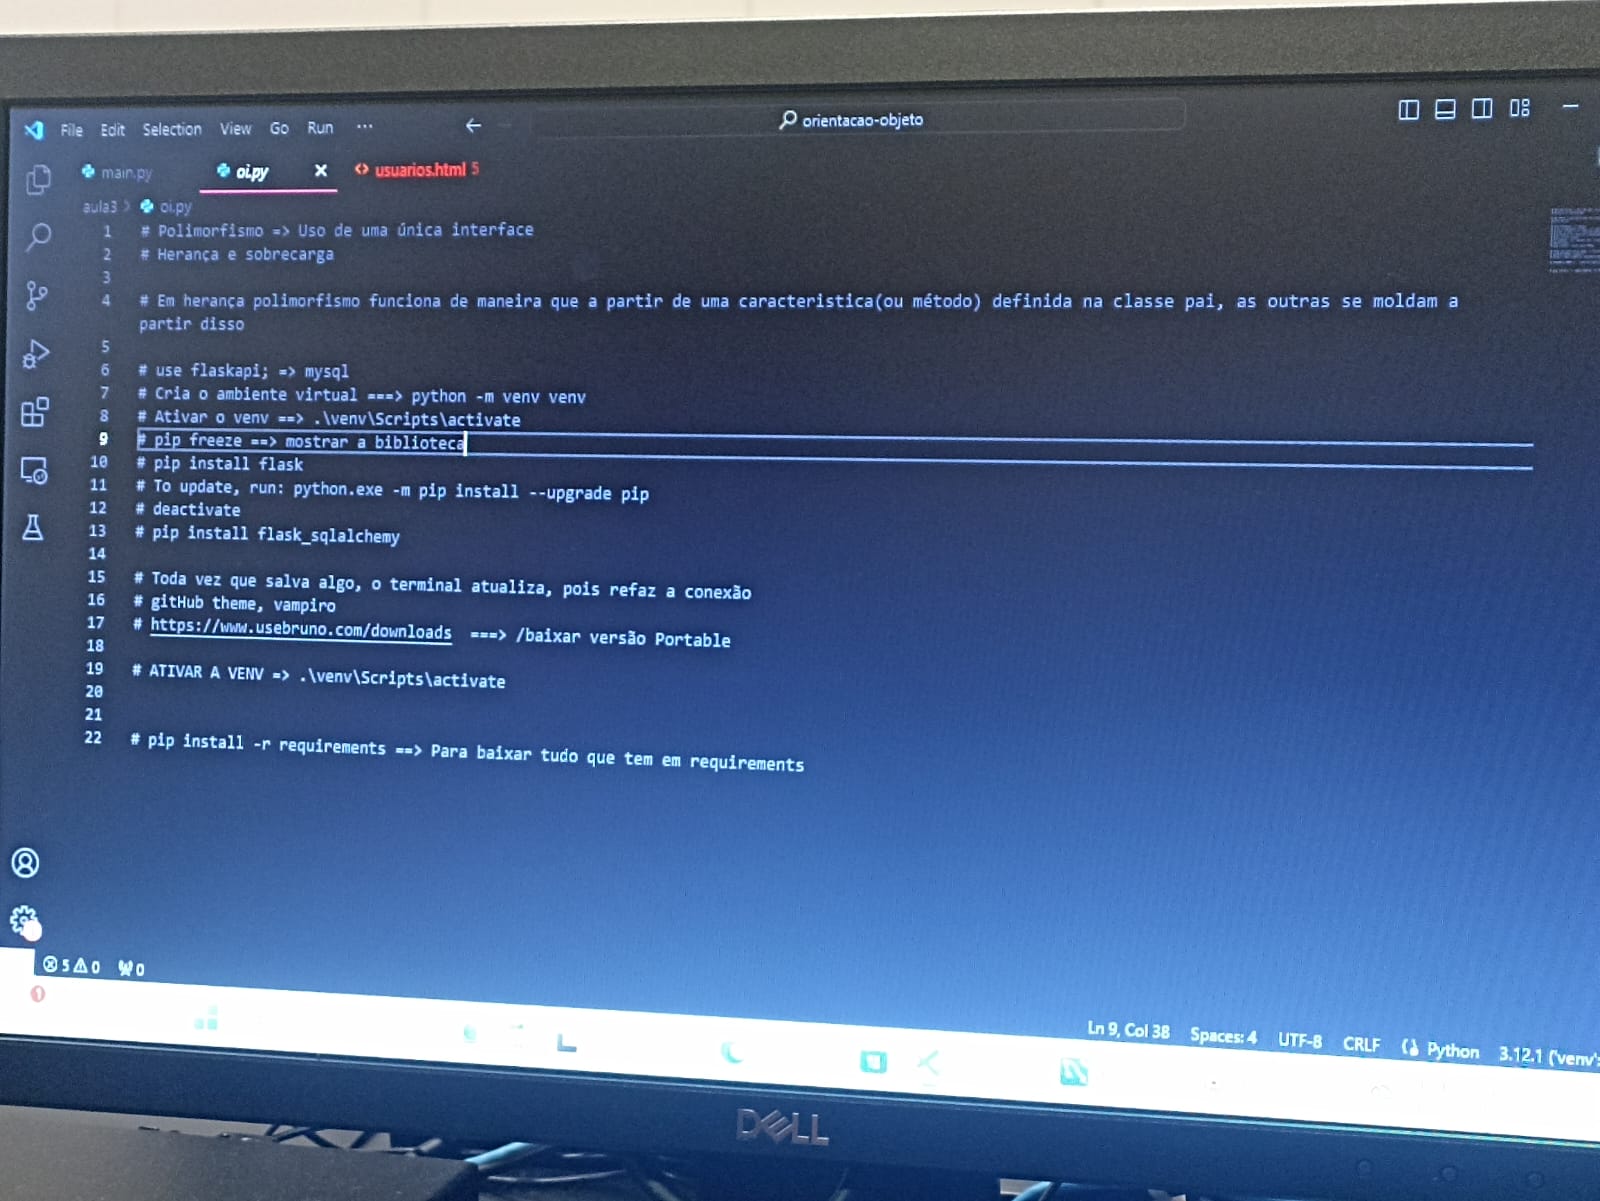 File Edit Selection View Go Run ··· ← orientacao-objeto
main.py oi.py × <> usuarios.html 5
aula3 > oi.py
1 # Polimorfismo => Uso de uma única interface
2 # Herança e sobrecarga
3
4 # Em herança polimorfismo funciona de maneira que a partir de uma caracteristica(ou método) definida na classe pai, as outras se moldam a
partir disso
5
6 # use flaskapi; => mysql
7 # Cria o ambiente virtual ===> python -m venv venv
8 # Ativar o venv ==> .\venv\Scripts\activate
9 # pip freeze ==> mostrar a biblioteca
10 # pip install flask
11 # To update, run: python.exe -m pip install --upgrade pip
12 # deactivate
13 # pip install flask_sqlalchemy
14
15 # Toda vez que salva algo, o terminal atualiza, pois refaz a conexão
16 # gitHub theme, vampiro
17 # https://www.usebruno.com/downloads ===> /baixar versão Portable
18
19 # ATIVAR A VENV => .\venv\Scripts\activate
20
21
22 # pip install -r requirements ==> Para baixar tudo que tem em requirements
5 0 0
1
Ln 9, Col 38 Spaces: 4 UTF-8 CRLF Python 3.12.1 ('venv':
DELL